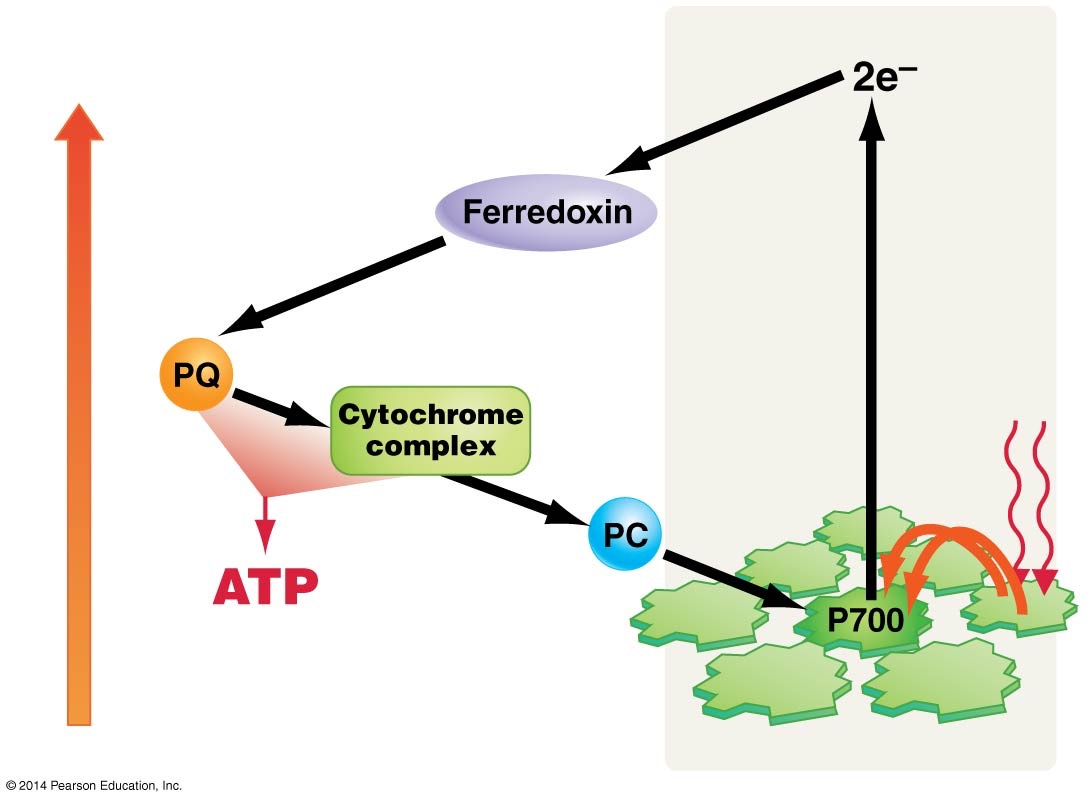 2e–
Ferredoxin
PQ
Cytochrome
complex
PC
ATP
P700
© 2014 Pearson Education, Inc.